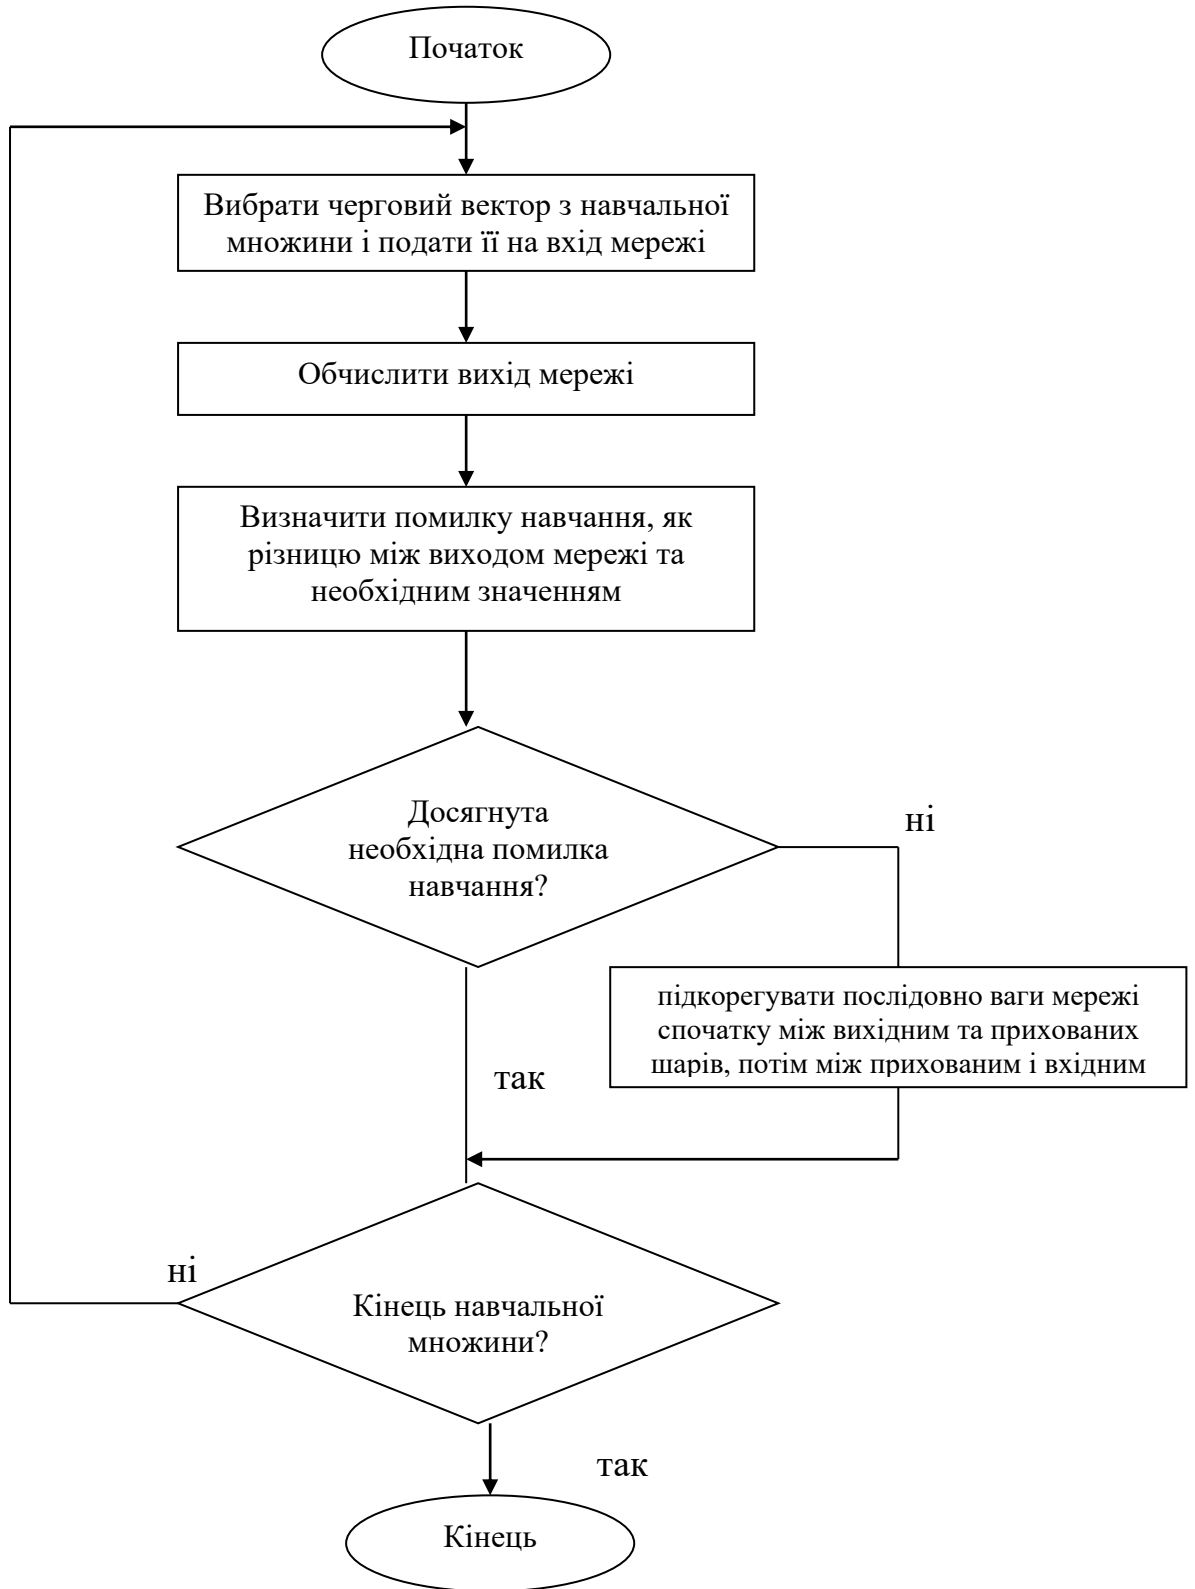 Початок
Вибрати черговий вектор з навчальної
множини і подати її на вхід мережі
Обчислити вихід мережі
Визначити помилку навчання, як
різницю між виходом мережі та
необхідним значенням
Досягнута
необхідна помилка
навчання?
ні
підкорегувати послідовно ваги мережі
спочатку між вихідним та прихованих
шарів, потім між прихованим і вхідним
так
ні
Кінець навчальної
множини?
так
Кінець